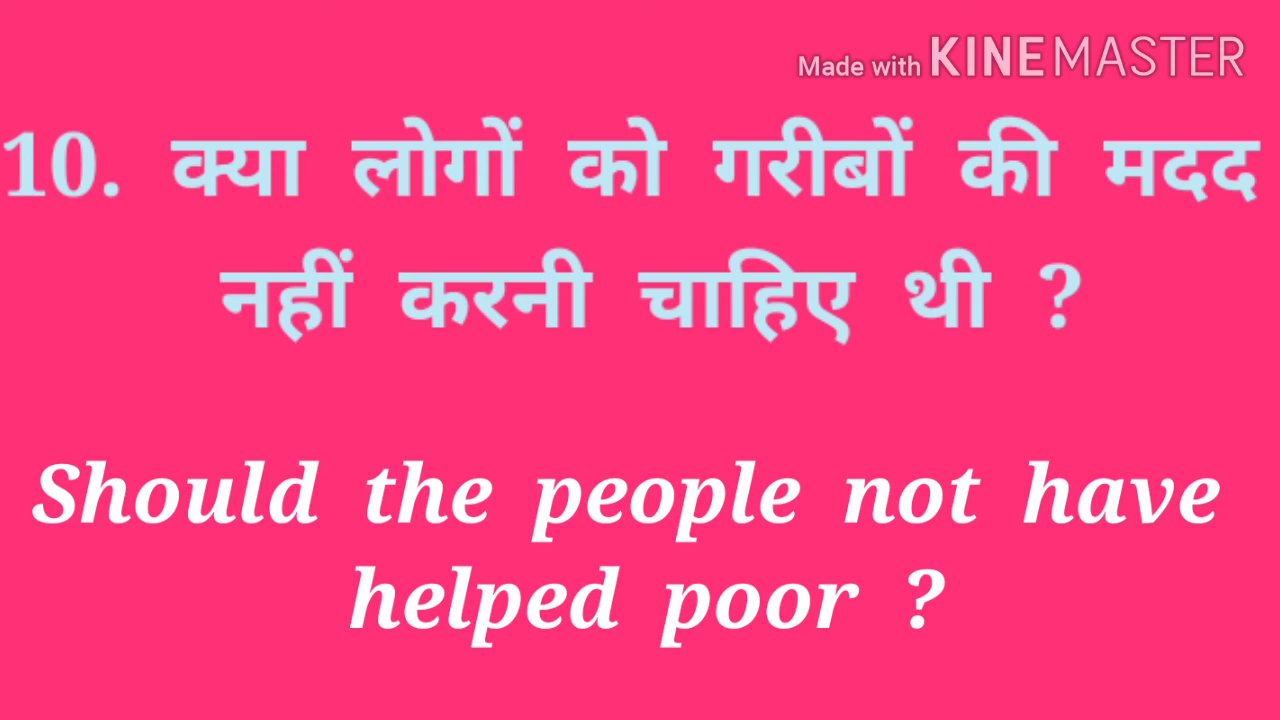 Made with KINEMASTER
10. क्या लोगों को गरीबों की मदद
नहीं करनी चाहिए थी ?
Should the people not have
helped poor ?